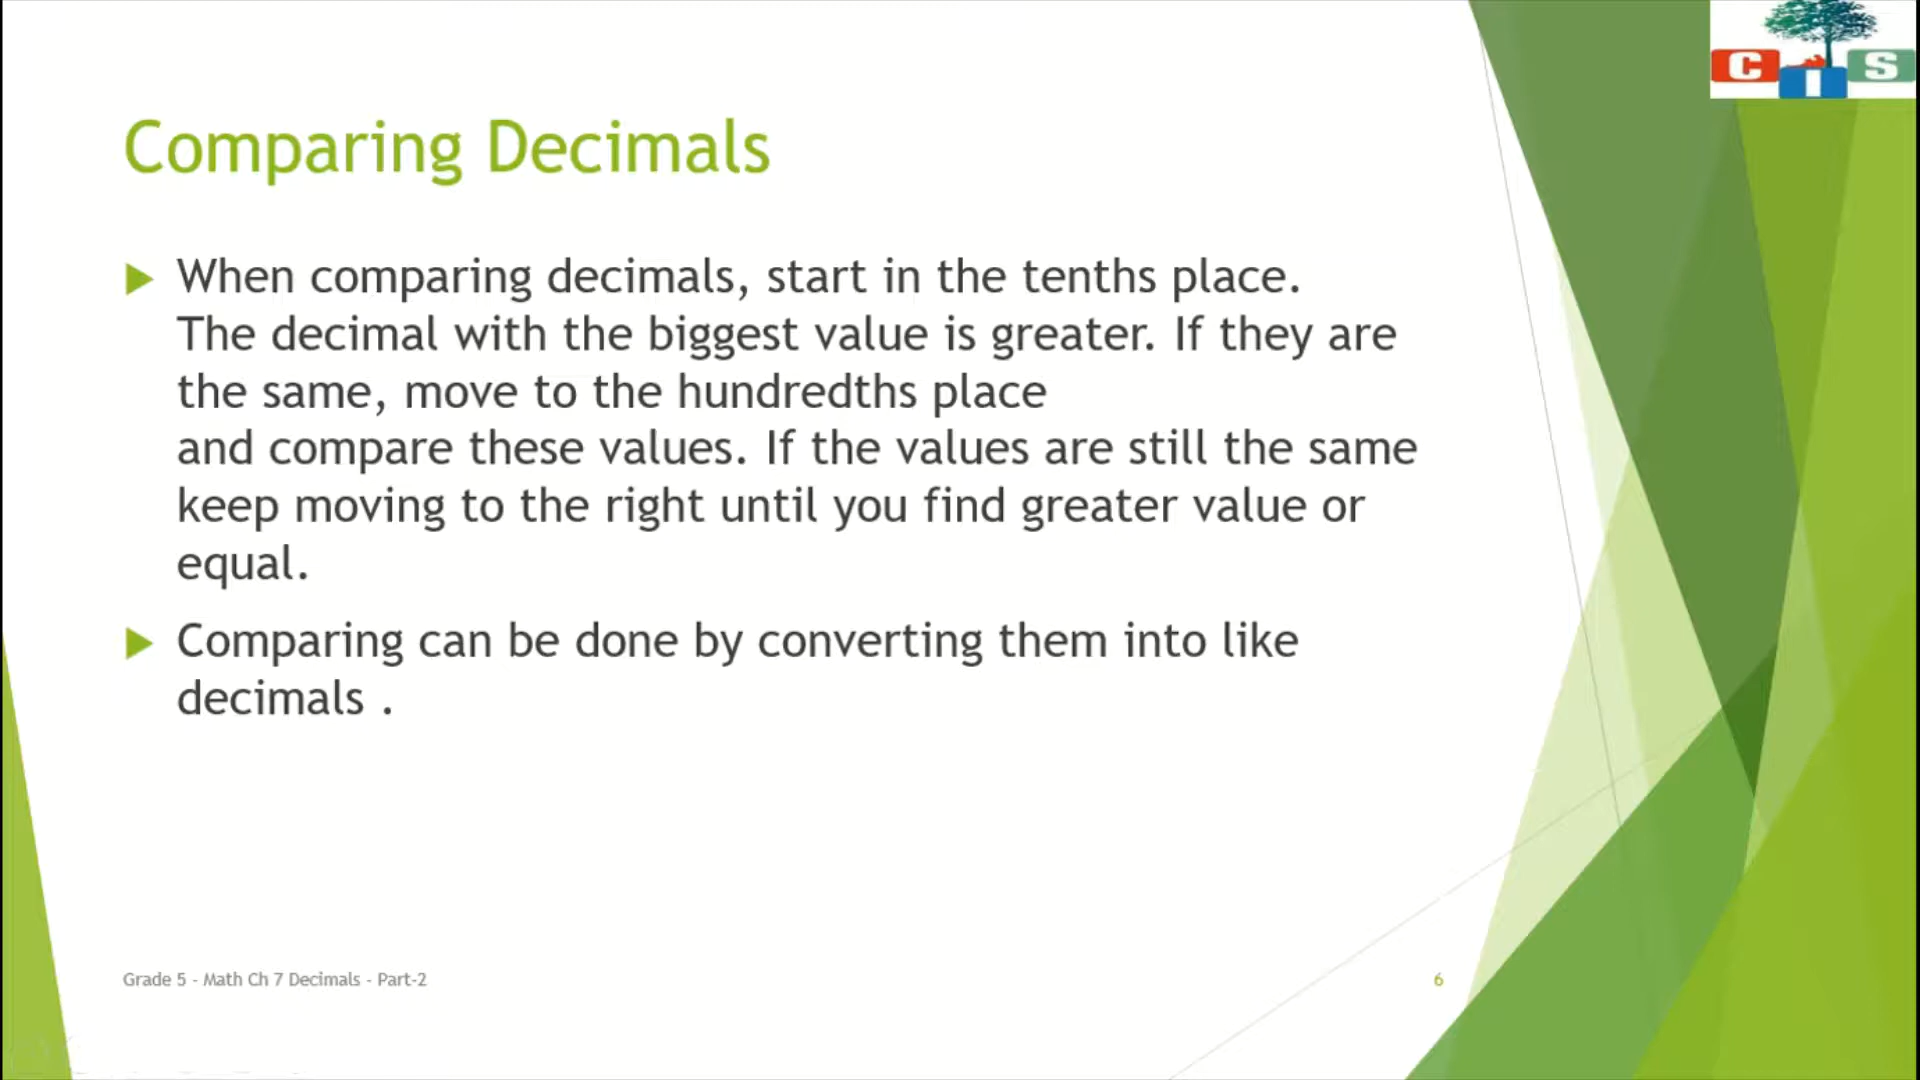 C I S
Comparing Decimals
When comparing decimals, start in the tenths place.
The decimal with the biggest value is greater. If they are
the same, move to the hundredths place
and compare these values. If the values are still the same
keep moving to the right until you find greater value or
equal.
Comparing can be done by converting them into like
decimals .
Grade 5 - Math Ch 7 Decimals - Part-2
6